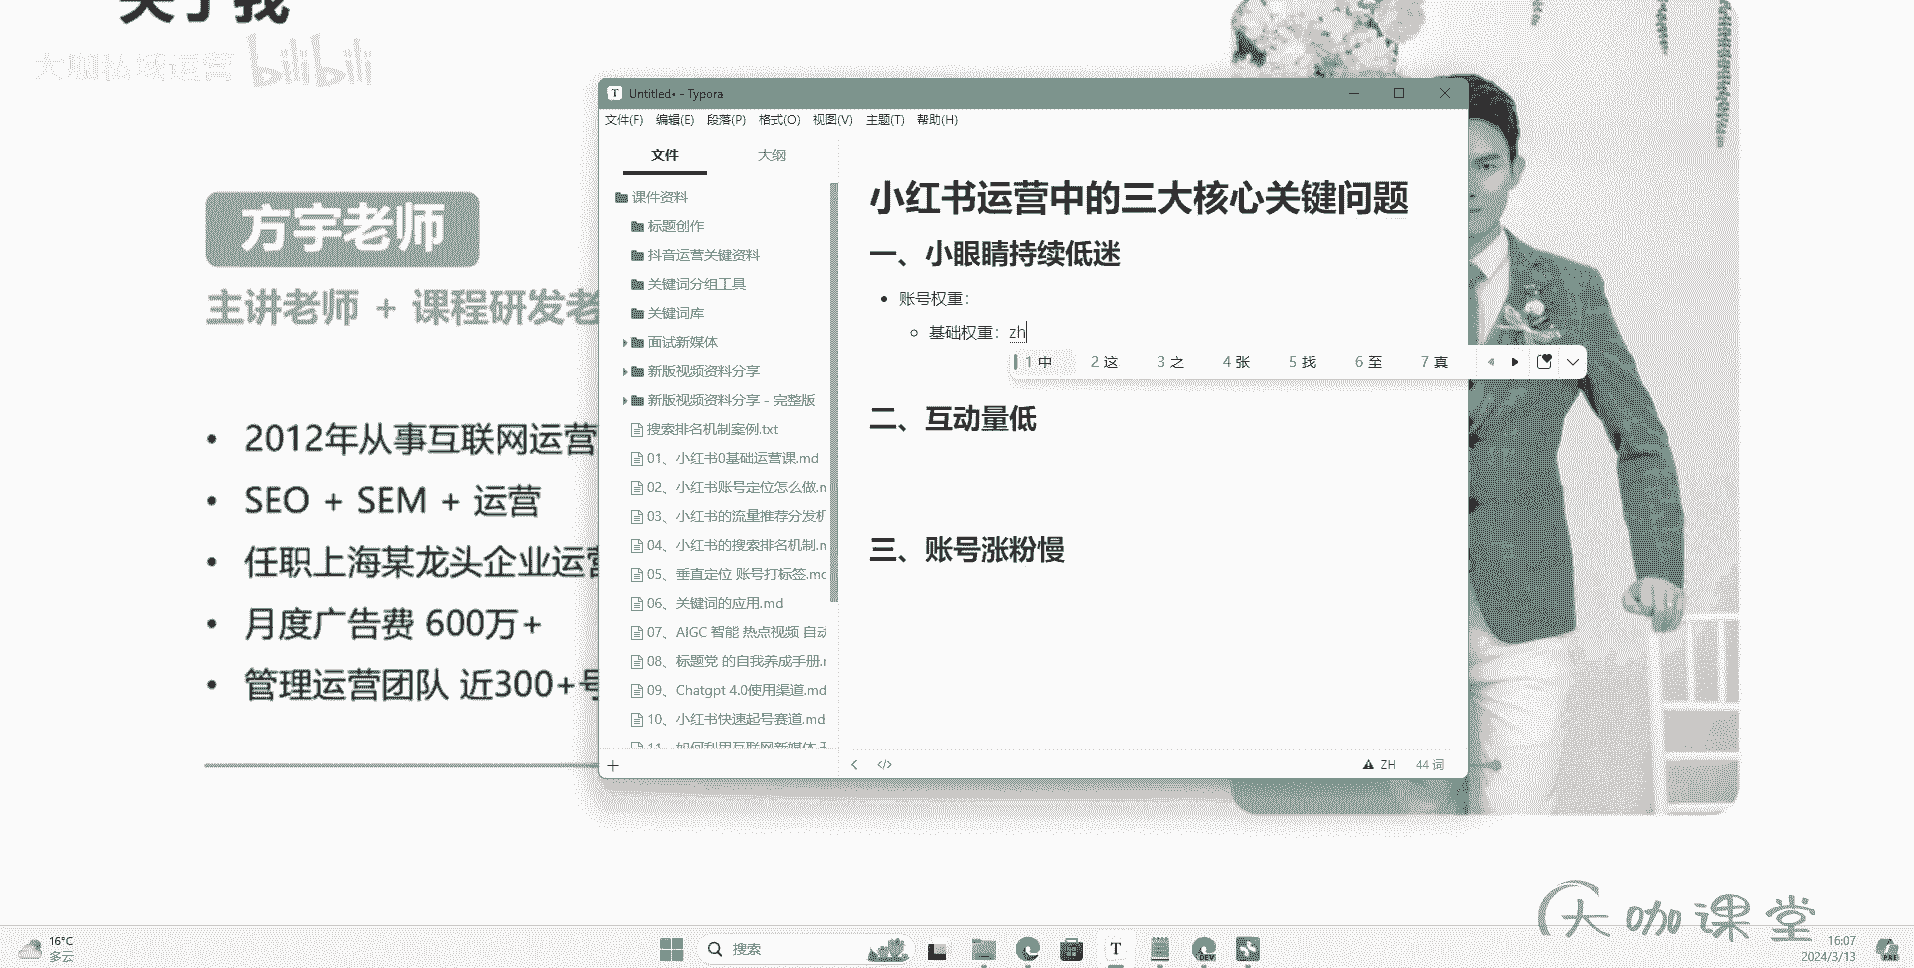 关于我
大咖私域运营 bilibili
方宇老师
主讲老师 + 课程研发老
• 2012年从事互联网运营
• SEO + SEM + 运营
• 任职上海某龙头企业运营
• 月度广告费 600万+
• 管理运营团队 近300+号
Untitled• - Typora
文件(F) 编辑(E) 段落(P) 格式(O) 视图(V) 主题(T) 帮助(H)
文件 大纲
课件资料
标题创作
抖音运营关键资料
关键词分组工具
关键词库
面试新媒体
新版视频资料分享
新版视频资料分享 - 完整版
搜索排名机制案例.txt
01、小红书0基础运营课.md
02、小红书账号定位怎么做.m
03、小红书的流量推荐分发机
04、小红书的搜索排名机制.m
05、垂直定位 账号打标签.md
06、关键词的应用.md
07、AIGC 智能 热点视频 自动
08、标题党 的自我养成手册.m
09、Chatgpt 4.0使用渠道.md
10、小红书快速起号赛道.md
11、如何利用互联网新媒体
小红书运营中的三大核心关键问题
一、小眼睛持续低迷
• 账号权重：
基础权重：zh
1 中 2 这 3 之 4 张 5 找 6 至 7 真
二、互动量低
三、账号涨粉慢
ZH 44 词
大咖课堂
16°C
多云
搜索
T
DEV
16:07
2024/3/13
PRE